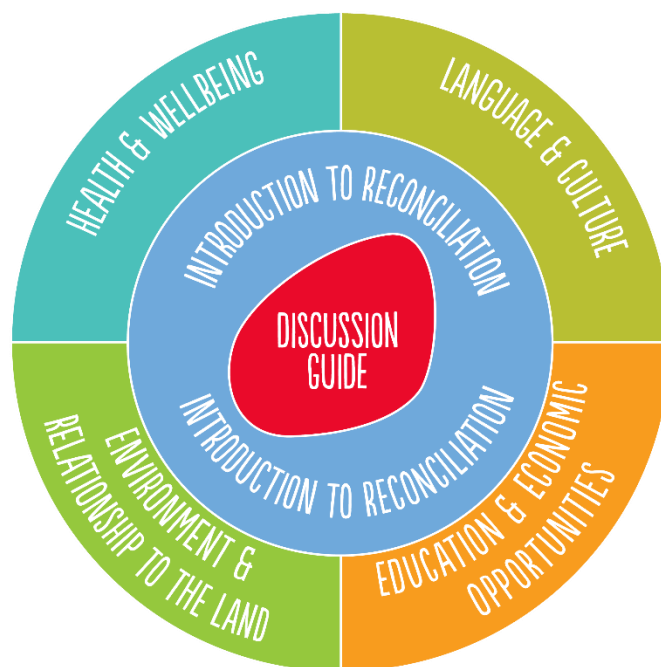 HEALTH & WELLBEING
LANGUAGE & CULTURE
INTRODUCTION TO RECONCILIATION
DISCUSSION
GUIDE
INTRODUCTION TO RECONCILIATION
ENVIRONMENT &
RELATIONSHIP TO THE LAND
EDUCATION & ECONOMIC
OPPORTUNITIES